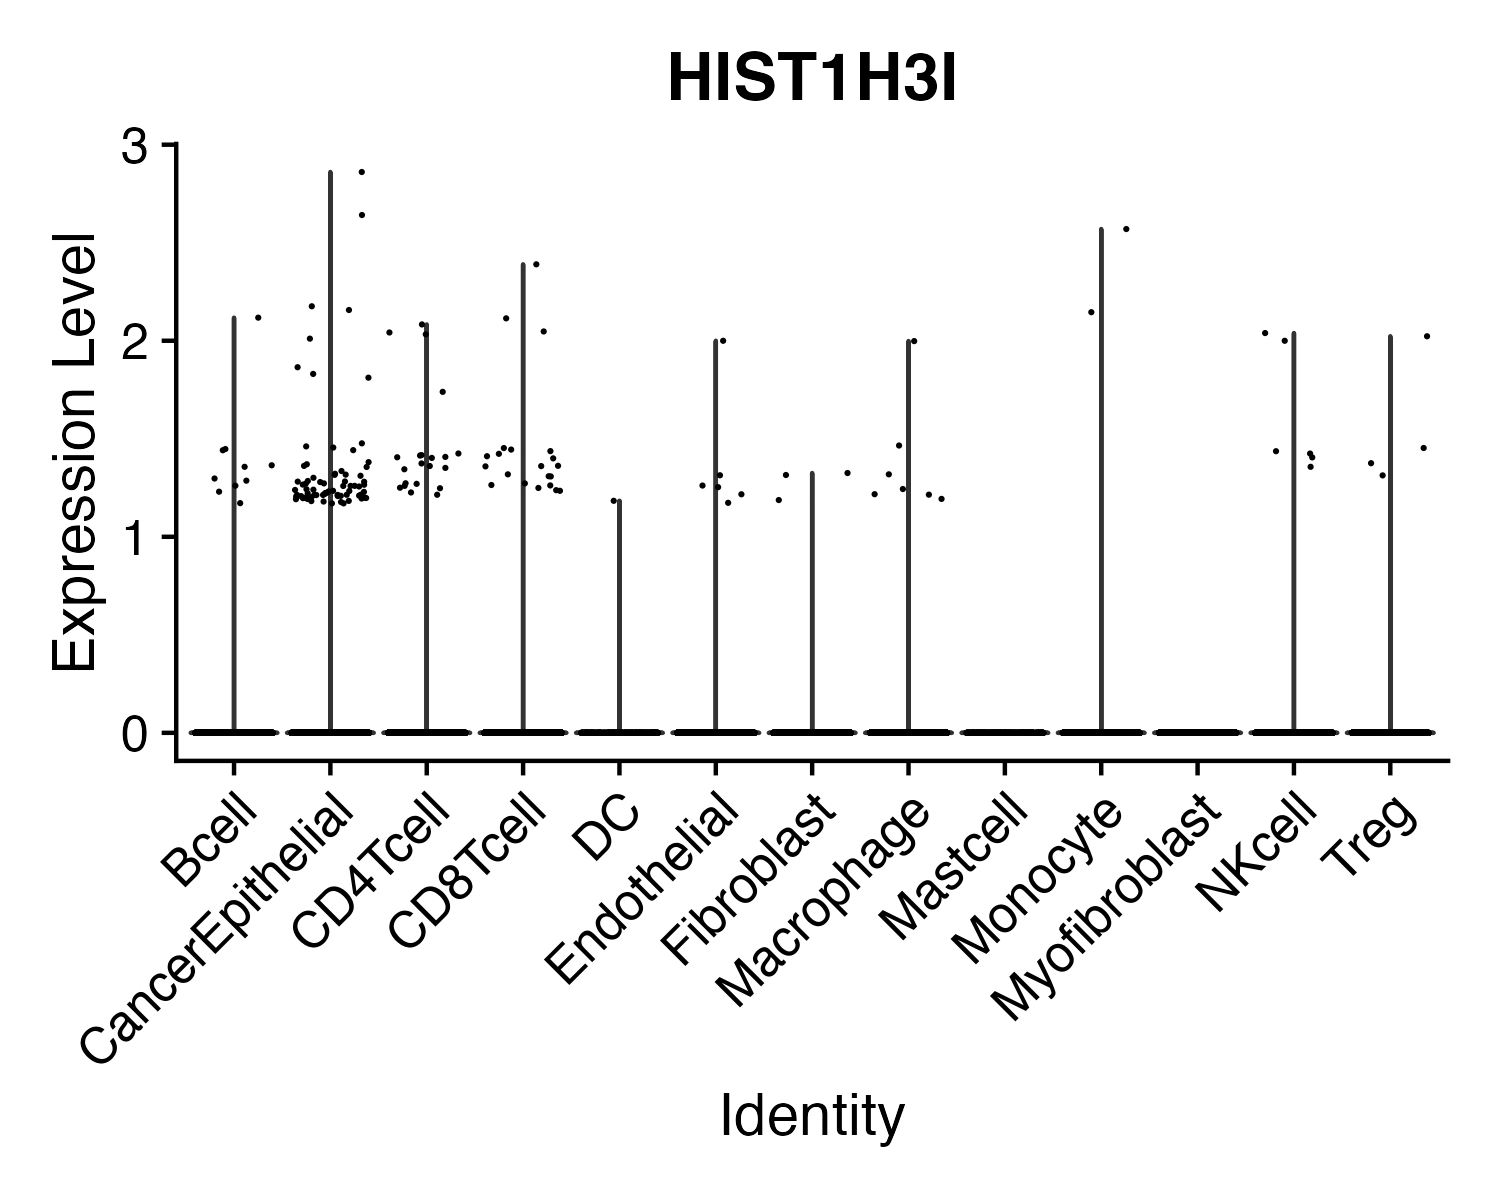 HIST1H3I
Expression Level
3
2
1
0
Bcell
CancerEpithelial
CD4Tcell
CD8Tcell
DC
Endothelial
Fibroblast
Macrophage
Mastcell
Monocyte
Myofibroblast
NKcell
Treg
Identity